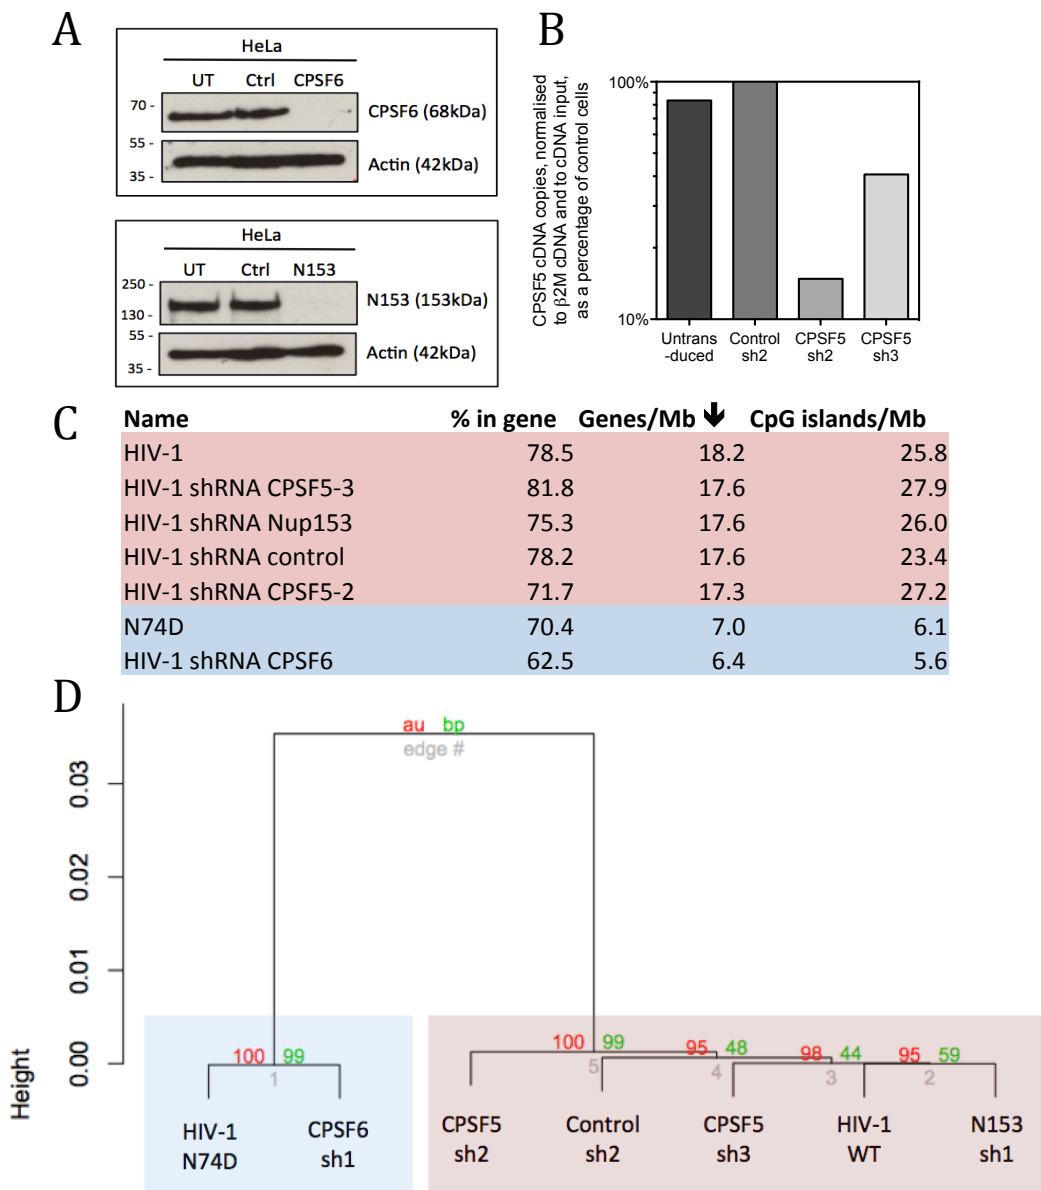 A
HeLa
UT Ctrl CPSF6
70 -
CPSF6 (68kDa)
55 -
35 -
Actin (42kDa)
HeLa
UT Ctrl N153
250 -
130 -
N153 (153kDa)
55 -
35 -
Actin (42kDa)
B
CPSF5 cDNA copies, normalised
to β2M cDNA and to cDNA input,
as a percentage of control cells
100%
10%
Untrans
-duced
Control
sh2
CPSF5
sh2
CPSF5
sh3
C
Name % in gene Genes/Mb ↓ CpG islands/Mb
HIV-1 78.5 18.2 25.8
HIV-1 shRNA CPSF5-3 81.8 17.6 27.9
HIV-1 shRNA Nup153 75.3 17.6 26.0
HIV-1 shRNA control 78.2 17.6 23.4
HIV-1 shRNA CPSF5-2 71.7 17.3 27.2
N74D 70.4 7.0 6.1
HIV-1 shRNA CPSF6 62.5 6.4 5.6
D
au bp
edge #
Height
0.03
0.02
0.01
0.00
100 99
1
100 99
5
95 48
4
98 44
3
95 59
2
HIV-1
N74D
CPSF6
sh1
CPSF5
sh2
Control
sh2
CPSF5
sh3
HIV-1
WT
N153
sh1